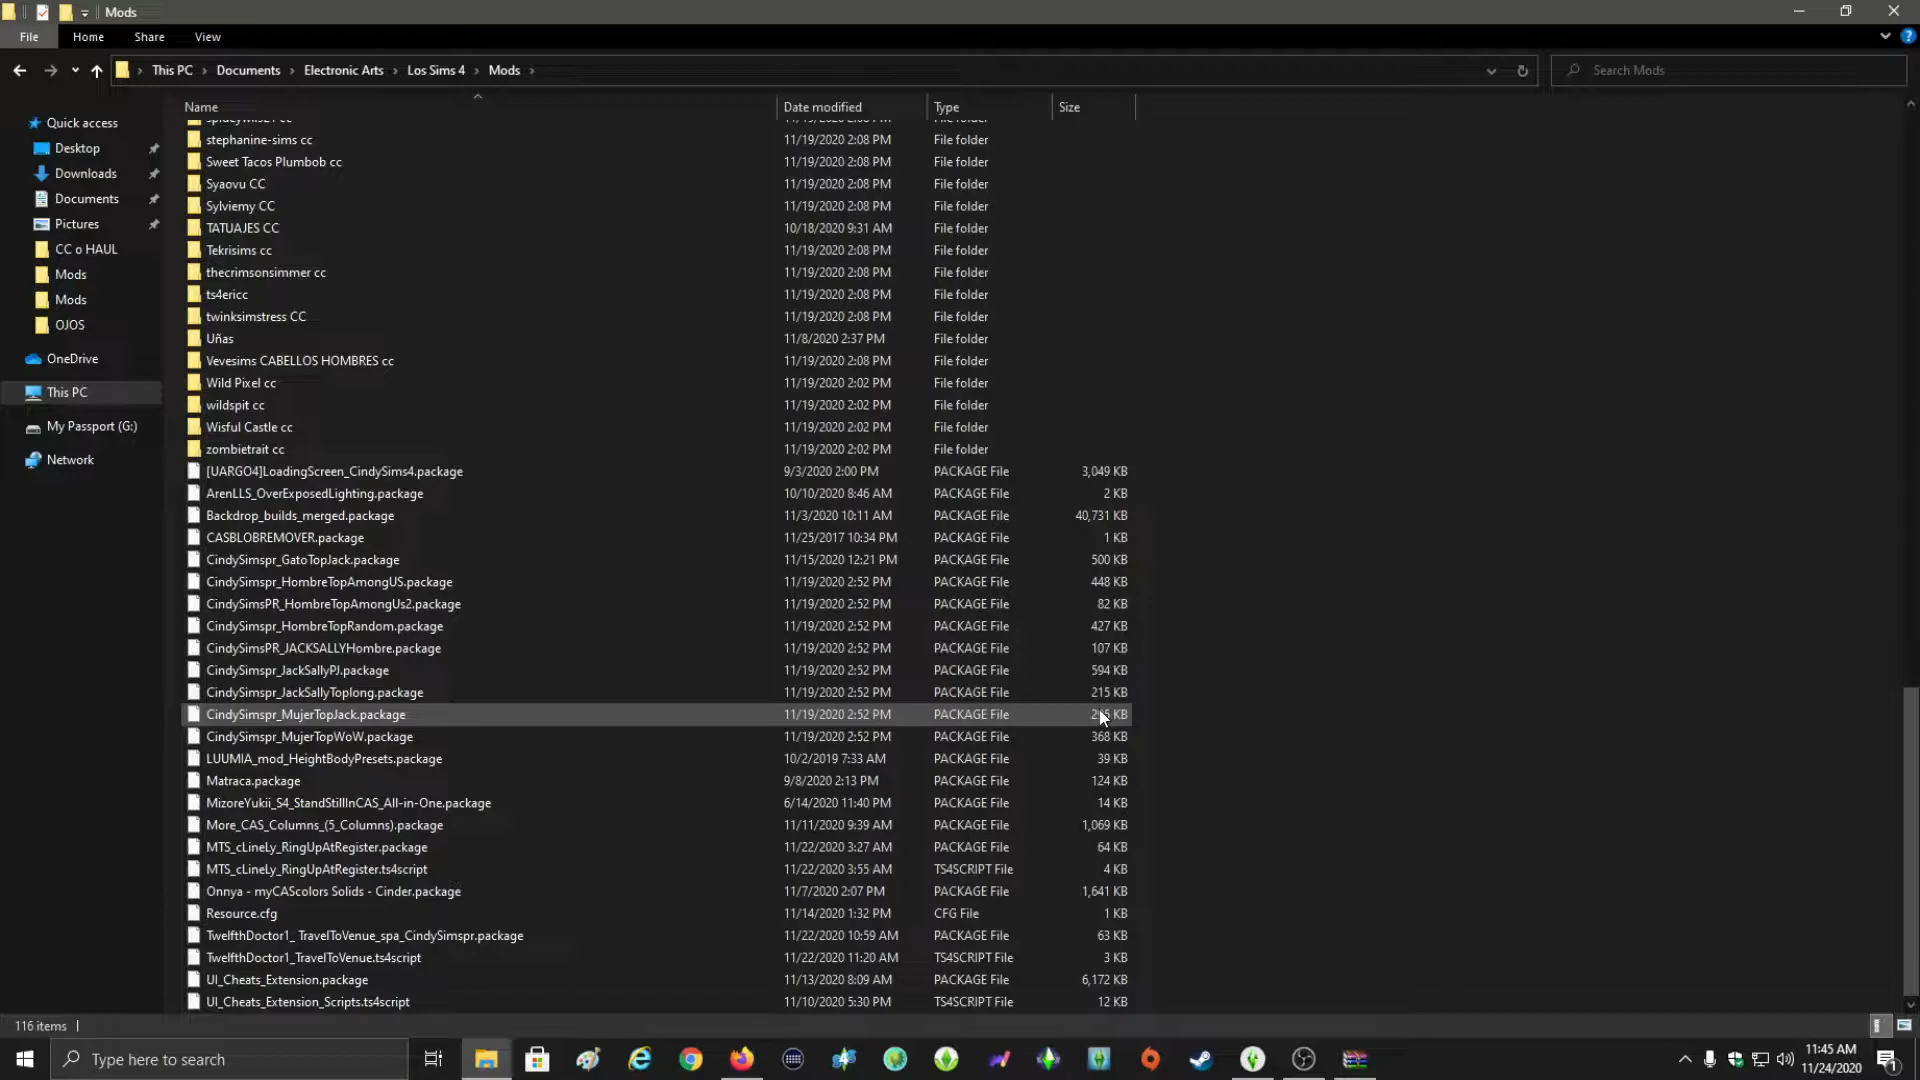 Mods
File Home Share View
This PC Documents Electronic Arts Los Sims 4 Mods Search Mods
Name Date modified Type Size
Quick access
Desktop
Downloads
Documents
Pictures
CC o HAUL
Mods
Mods
OJOS
OneDrive
This PC
My Passport (G:)
Network
stephanine-sims cc 11/19/2020 2:08 PM File folder
Sweet Tacos Plumbob cc 11/19/2020 2:08 PM File folder
Syaovu CC 11/19/2020 2:08 PM File folder
Sylviemy CC 11/19/2020 2:08 PM File folder
TATUAJES CC 10/18/2020 9:31 AM File folder
Tekrisims cc 11/19/2020 2:08 PM File folder
thecrimsonsimmer cc 11/19/2020 2:08 PM File folder
ts4ericc 11/19/2020 2:08 PM File folder
twinksimstress CC 11/19/2020 2:08 PM File folder
Uñas 11/8/2020 2:37 PM File folder
Vevesims CABELLOS HOMBRES cc 11/19/2020 2:08 PM File folder
Wild Pixel cc 11/19/2020 2:02 PM File folder
wildspit cc 11/19/2020 2:02 PM File folder
Wisful Castle cc 11/19/2020 2:02 PM File folder
zombietrait cc 11/19/2020 2:02 PM File folder
[UARGO4]LoadingScreen_CindySims4.package 9/3/2020 2:00 PM PACKAGE File 3,049 KB
ArenLLS_OverExposedLighting.package 10/10/2020 8:46 AM PACKAGE File 2 KB
Backdrop_builds_merged.package 11/3/2020 10:11 AM PACKAGE File 40,731 KB
CASBLOBREMOVER.package 11/25/2017 10:34 PM PACKAGE File 1 KB
CindySimspr_GatoTopJack.package 11/15/2020 12:21 PM PACKAGE File 500 KB
CindySimspr_HombreTopAmongUS.package 11/19/2020 2:52 PM PACKAGE File 448 KB
CindySimsPR_HombreTopAmongUs2.package 11/19/2020 2:52 PM PACKAGE File 82 KB
CindySimspr_HombreTopRandom.package 11/19/2020 2:52 PM PACKAGE File 427 KB
CindySimsPR_JACKSALLYHombre.package 11/19/2020 2:52 PM PACKAGE File 107 KB
CindySimspr_JackSallyPJ.package 11/19/2020 2:52 PM PACKAGE File 594 KB
CindySimspr_JackSallyToplong.package 11/19/2020 2:52 PM PACKAGE File 215 KB
CindySimspr_MujerTopJack.package 11/19/2020 2:52 PM PACKAGE File KB
CindySimspr_MujerTopWoW.package 11/19/2020 2:52 PM PACKAGE File 368 KB
LUUMIA_mod_HeightBodyPresets.package 10/2/2019 7:33 AM PACKAGE File 39 KB
Matraca.package 9/8/2020 2:13 PM PACKAGE File 124 KB
MizoreYukii_S4_StandStillInCAS_All-in-One.package 6/14/2020 11:40 PM PACKAGE File 14 KB
More_CAS_Columns_(5_Columns).package 11/11/2020 9:39 AM PACKAGE File 1,069 KB
MTS_cLineLy_RingUpAtRegister.package 11/22/2020 3:27 AM PACKAGE File 64 KB
MTS_cLineLy_RingUpAtRegister.ts4script 11/22/2020 3:55 AM TS4SCRIPT File 4 KB
Onnya - myCAScolors Solids - Cinder.package 11/7/2020 2:07 PM PACKAGE File 1,641 KB
Resource.cfg 11/14/2020 1:32 PM CFG File 1 KB
TwelfthDoctor1_ TravelToVenue_spa_CindySimspr.package 11/22/2020 10:59 AM PACKAGE File 63 KB
TwelfthDoctor1_TravelToVenue.ts4script 11/22/2020 11:20 AM TS4SCRIPT File 3 KB
UI_Cheats_Extension.package 11/13/2020 8:09 AM PACKAGE File 6,172 KB
UI_Cheats_Extension_Scripts.ts4script 11/10/2020 5:30 PM TS4SCRIPT File 12 KB
116 items
Type here to search
11:45 AM
11/24/2020